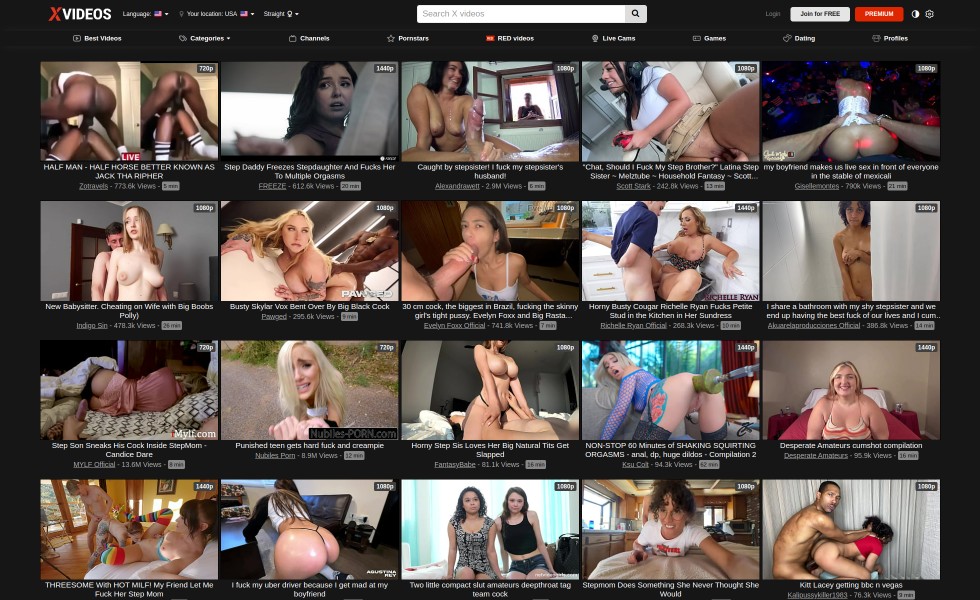 XVIDEOS Language: Your location: USA Straight Search X videos Login Join for FREE PREMIUM
Best Videos Categories Channels Pornstars RED videos Live Cams Games Dating Profiles
720p 1440p 1080p 1080p 1080p
LIVE
HALF MAN - HALF HORSE BETTER KNOWN AS
JACK THA RIPHER
Zotravels - 773.6k Views - 5 min
Step Daddy Freezes Stepdaughter And Fucks Her
To Multiple Orgasms
FREEZE - 612.6k Views - 20 min
Caught by stepsister! I fuck my stepsister's
husband!
Alexandrawett - 2.9M Views - 6 min
"Chat, Should I Fuck My Step Brother?" Latina Step
Sister ~ Melztube ~ Household Fantasy ~ Scott...
Scott Stark - 242.8k Views - 13 min
my boyfriend makes us live sex in front of everyone
in the stable of mexicali
Gisellemontes - 790k Views - 21 min
1080p 1080p 1080p 1440p 1080p
PAWGED
RICHELLE RYAN
New Babysitter. Cheating on Wife with Big Boobs
Polly)
Indigo Sin - 478.3k Views - 26 min
Busty Skylar Vox Bent Over By Big Black Cock
Pawged - 295.6k Views - 9 min
30 cm cock, the biggest in Brazil, fucking the skinny
girl's tight pussy. Evelyn Foxx and Big Rasta...
Evelyn Foxx Official - 741.8k Views - 7 min
Horny Busty Cougar Richelle Ryan Fucks Petite
Stud in the Kitchen in Her Sundress
Richelle Ryan Official - 268.3k Views - 10 min
I share a bathroom with my shy stepsister and we
end up having the best fuck of our lives and I cum..
Akuarelaproducciones Official - 386.8k Views - 14 min
720p 720p 1080p 1440p 1440p
Mylf.com
Nubiles-PORN.com
Step Son Sneaks His Cock Inside StepMom -
Candice Dare
MYLF Official - 13.6M Views - 8 min
Punished teen gets hard fuck and creampie
Nubiles Porn - 8.9M Views - 12 min
Horny Step Sis Loves Her Big Natural Tits Get
Slapped
FantasyBabe - 81.1k Views - 16 min
NON-STOP 60 Minutes of SHAKING SQUIRTING
ORGASMS - anal, dp, huge dildos - Compilation 2
Ksu Colt - 94.3k Views - 62 min
Desperate Amateurs cumshot compilation
Desperate Amateurs - 95.9k Views - 16 min
1440p 1080p 1080p 1080p 1080p
AGUSTINA
REY
THREESOME With HOT MILF! My Friend Let Me
Fuck Her Step Mom
I fuck my uber driver because I get mad at my
boyfriend
Two little compact slut amateurs deepthroat tag
team cock
Stepmom Does Something She Never Thought She
Would
Kitt Lacey getting bbc n vegas
Kalioussykiller1983 - 76.3k Views - 9 min